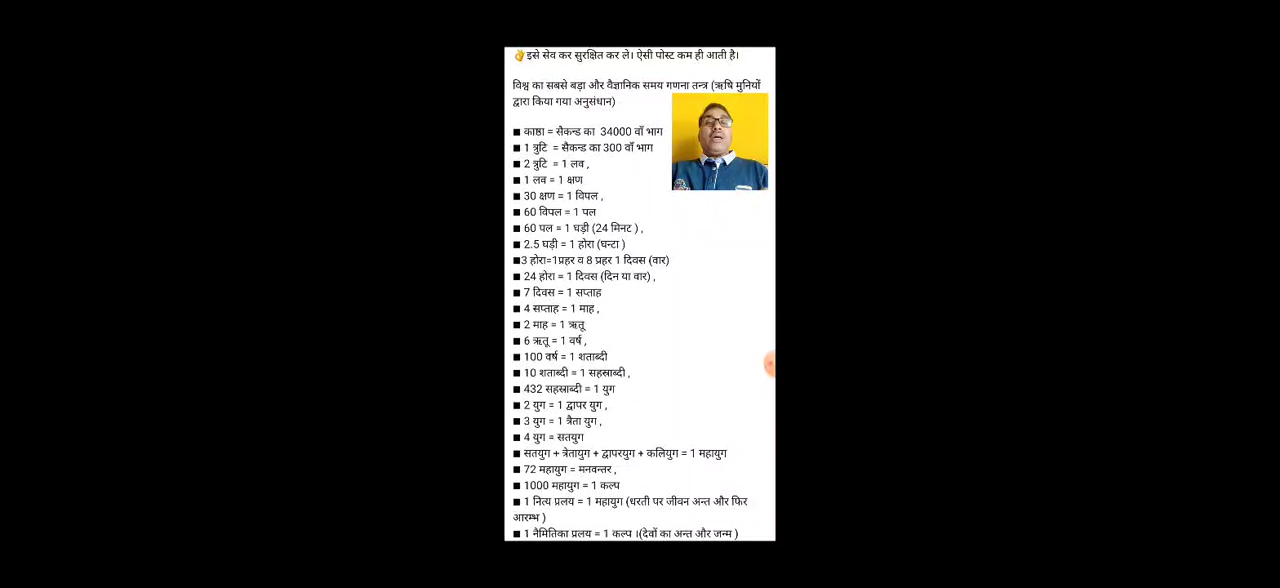 👌इसे सेव कर सुरक्षित कर ले। ऐसी पोस्ट कम ही आती है।
विश्व का सबसे बड़ा और वैज्ञानिक समय गणना तन्त्र (ऋषि मुनियों
द्वारा किया गया अनुसंधान)
■ काष्ठा = सैकन्ड का 34000 वाँ भाग
■ 1 त्रुटि = सैकन्ड का 300 वाँ भाग
■ 2 त्रुटि = 1 लव ,
■ 1 लव = 1 क्षण
■ 30 क्षण = 1 विपल ,
■ 60 विपल = 1 पल
■ 60 पल = 1 घड़ी (24 मिनट ) ,
■ 2.5 घड़ी = 1 होरा (घन्टा )
■3 होरा=1प्रहर व 8 प्रहर 1 दिवस (वार)
■ 24 होरा = 1 दिवस (दिन या वार) ,
■ 7 दिवस = 1 सप्ताह
■ 4 सप्ताह = 1 माह ,
■ 2 माह = 1 ऋतू
■ 6 ऋतू = 1 वर्ष ,
■ 100 वर्ष = 1 शताब्दी
■ 10 शताब्दी = 1 सहस्राब्दी ,
■ 432 सहस्राब्दी = 1 युग
■ 2 युग = 1 द्वापर युग ,
■ 3 युग = 1 त्रैता युग ,
■ 4 युग = सतयुग
■ सतयुग + त्रेतायुग + द्वापरयुग + कलियुग = 1 महायुग
■ 72 महायुग = मनवन्तर ,
■ 1000 महायुग = 1 कल्प
■ 1 नित्य प्रलय = 1 महायुग (धरती पर जीवन अन्त और फिर
आरम्भ )
■ 1 नैमितिका प्रलय = 1 कल्प ।(देवों का अन्त और जन्म )